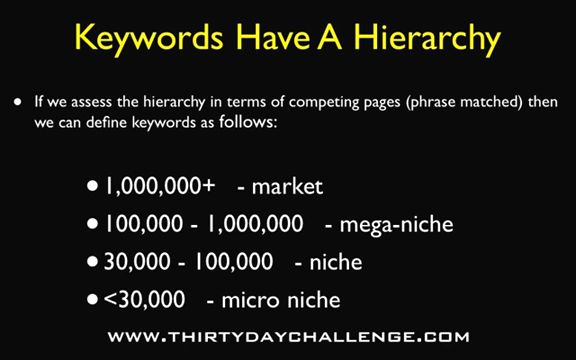 Keywords Have A Hierarchy
• If we assess the hierarchy in terms of competing pages (phrase matched) then
we can define keywords as follows:
• 1,000,000+ - market
• 100,000 - 1,000,000 - mega-niche
• 30,000 - 100,000 - niche
• <30,000 - micro niche
WWW.THIRTYDAYCHALLENGE.COM